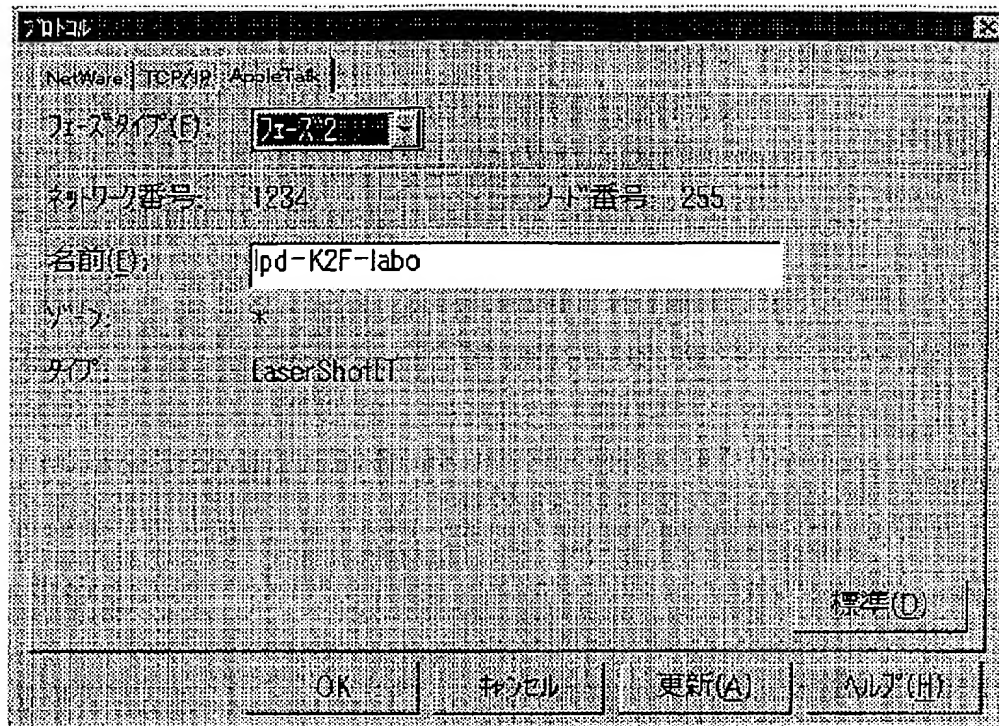 プロトコル
NetWare TCP/IP AppleTalk
フェーズタイプ(F): フェーズ2
ネットワーク番号: 1234 ノード番号 255
名前(E): lpd-K2F-labo
ゾーン: *
タイプ: LaserShotLT
標準(D)
OK キャンセル 更新(A) ヘルプ(H)